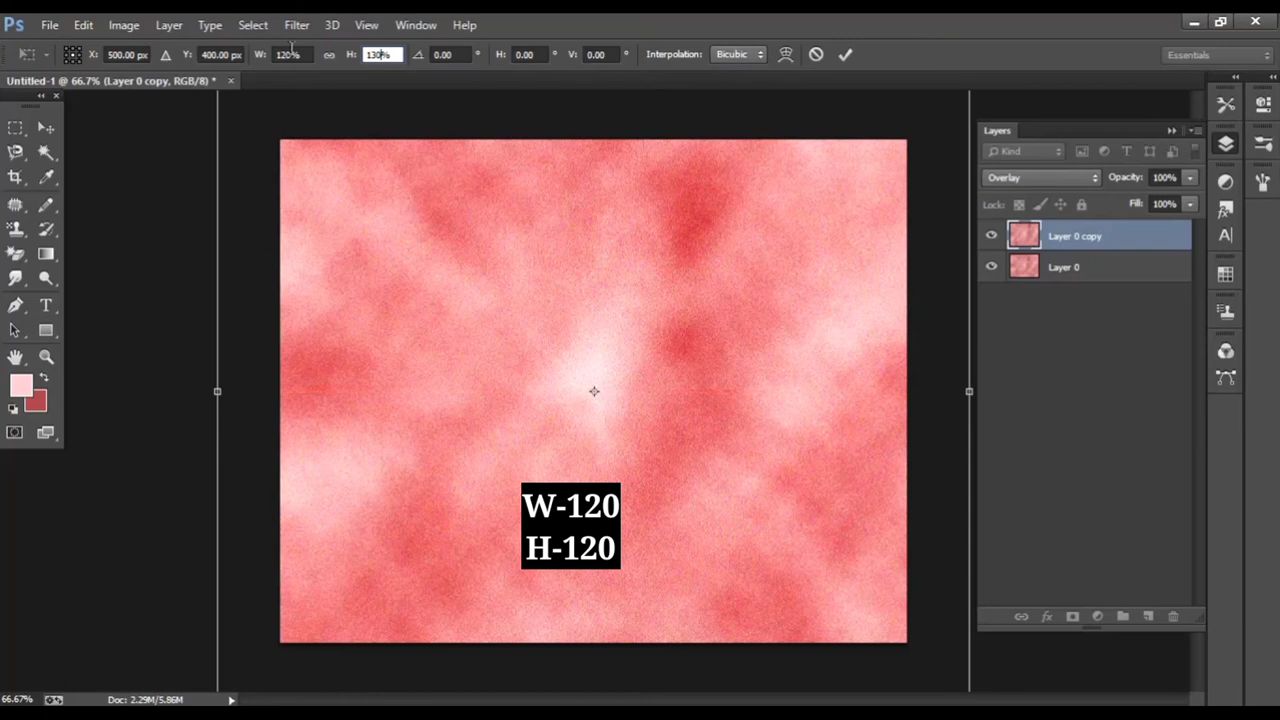 Ps File Edit Image Layer Type Select Filter 3D View Window Help
X: 500.00 px Y: 400.00 px W: 120% H: 130% 0.00 ° H: 0.00 ° V: 0.00 ° Interpolation: Bicubic Essentials
Untitled-1 @ 66.7% (Layer 0 copy, RGB/8) * ×
Layers
Kind
Overlay Opacity: 100%
Lock: Fill: 100%
Layer 0 copy
Layer 0
W-120
H-120
66.67% Doc: 2.29M/5.86M